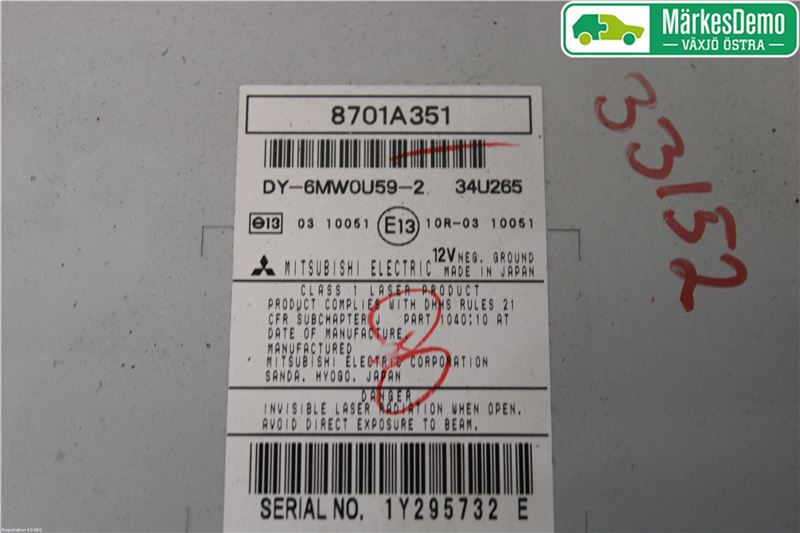 MärkesDemo
VÄXJÖ ÖSTRA
33152
8701A351
DY-6MW0U59-2 34U265
e13 03 10051 E13 10R-03 10051
MITSUBISHI ELECTRIC 12V NEG. GROUND
MADE IN JAPAN
CLASS 1 LASER PRODUCT
PRODUCT COMPLIES WITH DHHS RULES 21
CFR SUBCHAPTER J PART 1040:10 AT
DATE OF MANUFACTURE.
MANUFACTURED
MITSUBISHI ELECTRIC CORPORATION
SANDA, HYOGO, JAPAN
DANGER
INVISIBLE LASER RADIATION WHEN OPEN.
AVOID DIRECT EXPOSURE TO BEAM.
SERIAL NO. 1Y295732 E